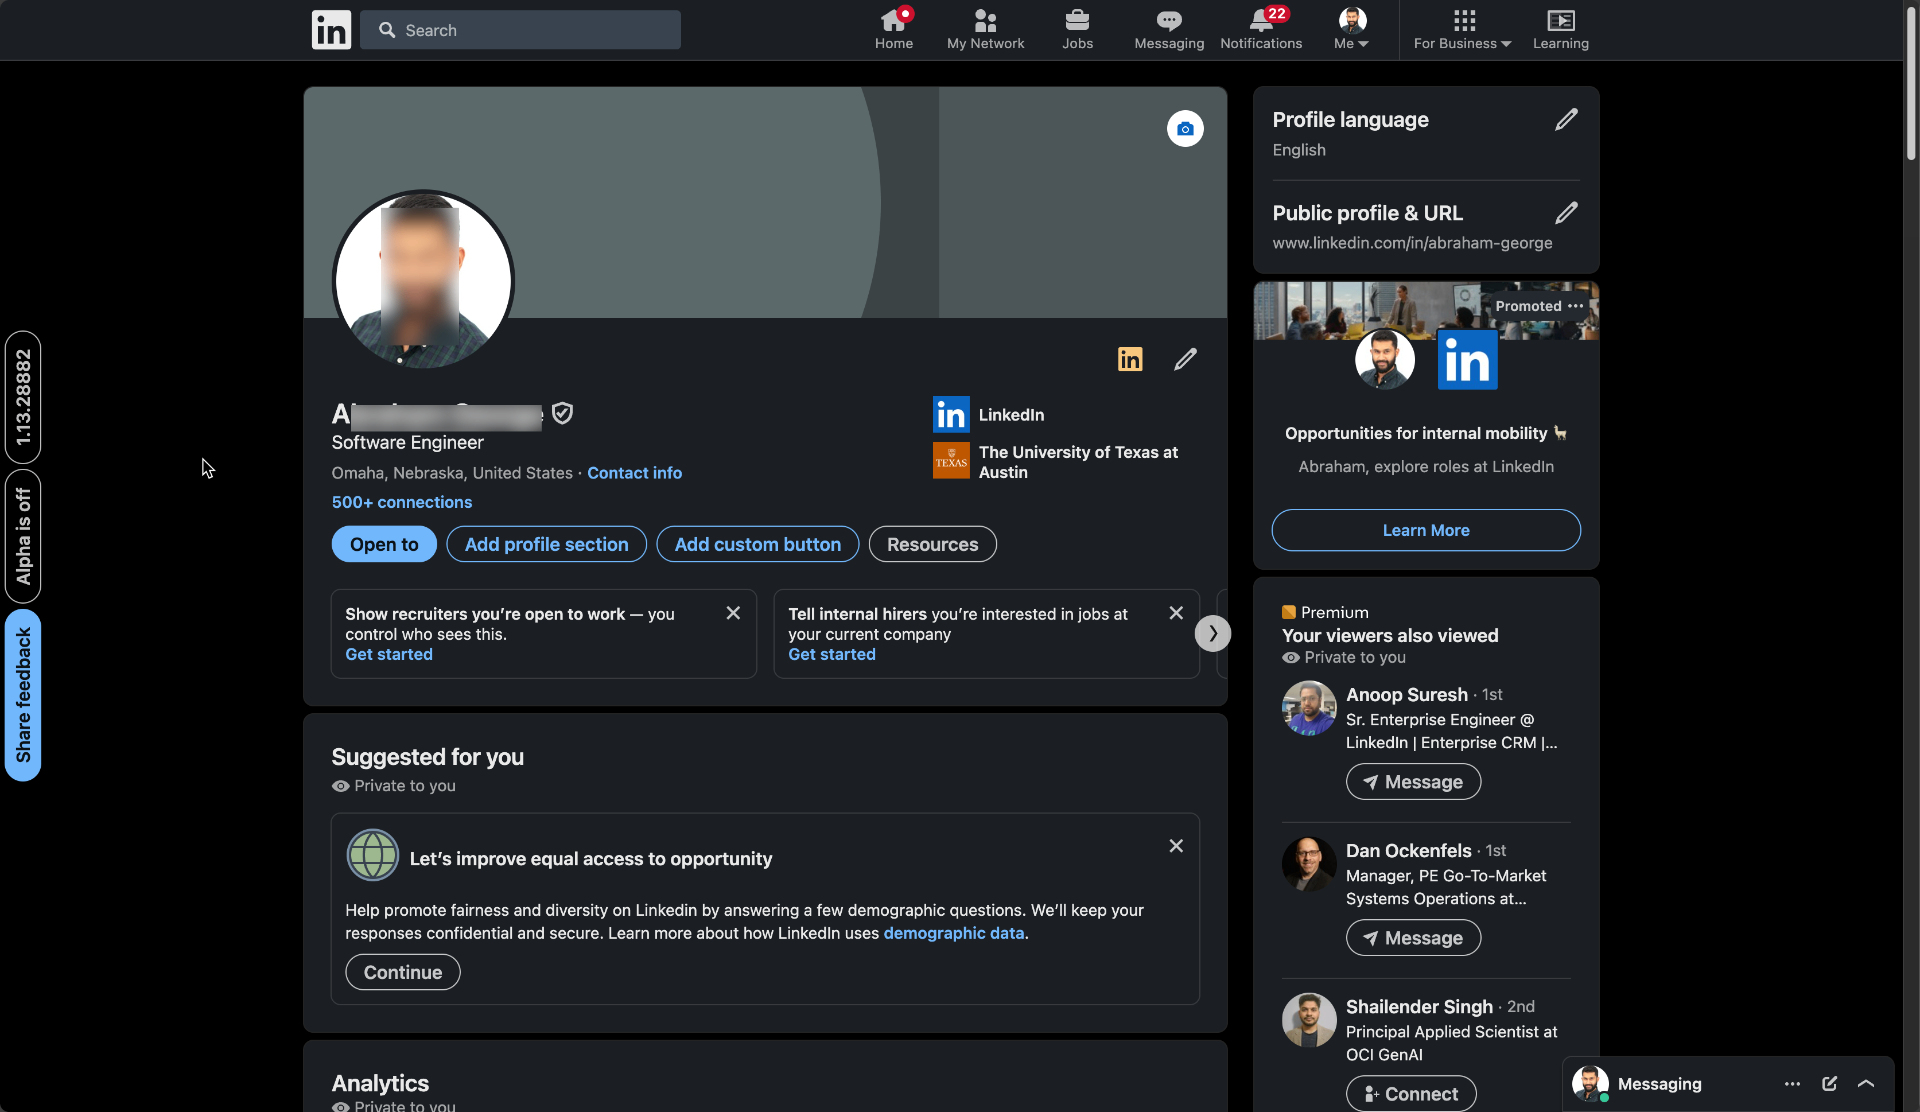 in
Search
Home
My Network
Jobs
Messaging
22
Notifications
Me
For Business
Learning
1.13.28882
Alpha is off
Share feedback
A
Software Engineer
Omaha, Nebraska, United States · Contact info
500+ connections
in
in LinkedIn
TEXAS
The University of Texas at
Austin
Open to
Add profile section
Add custom button
Resources
Show recruiters you’re open to work — you
control who sees this.
Get started
Tell internal hirers you’re interested in jobs at
your current company
Get started
Suggested for you
Private to you
Let’s improve equal access to opportunity
Help promote fairness and diversity on Linkedin by answering a few demographic questions. We’ll keep your
responses confidential and secure. Learn more about how LinkedIn uses demographic data.
Continue
Analytics
Private to you
Profile language
English
Public profile & URL
www.linkedin.com/in/abraham-george
Promoted
in
Opportunities for internal mobility
Abraham, explore roles at LinkedIn
Learn More
Premium
Your viewers also viewed
Private to you
Anoop Suresh · 1st
Sr. Enterprise Engineer @
LinkedIn | Enterprise CRM |...
Message
Dan Ockenfels · 1st
Manager, PE Go-To-Market
Systems Operations at...
Message
Shailender Singh · 2nd
Principal Applied Scientist at
OCI GenAI
Connect
Messaging